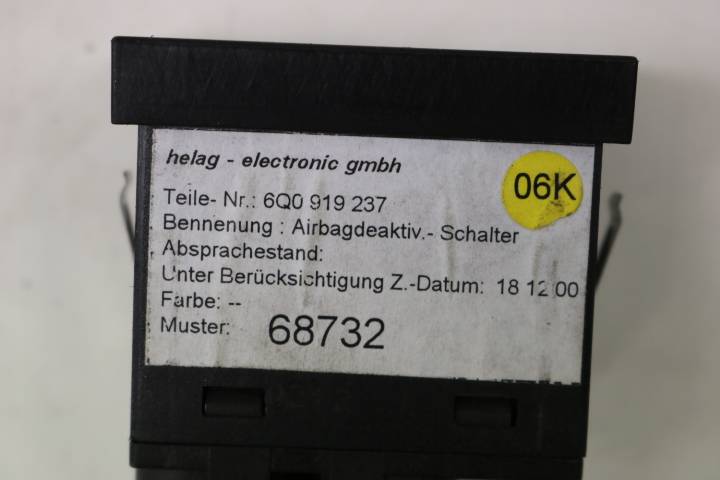 helag - electronic gmbh
06K
Teile- Nr.: 6Q0 919 237
Bennenung : Airbagdeaktiv.- Schalter
Absprachestand:
Unter Berücksichtigung Z.-Datum: 18 12 00
Farbe: --
Muster: 68732